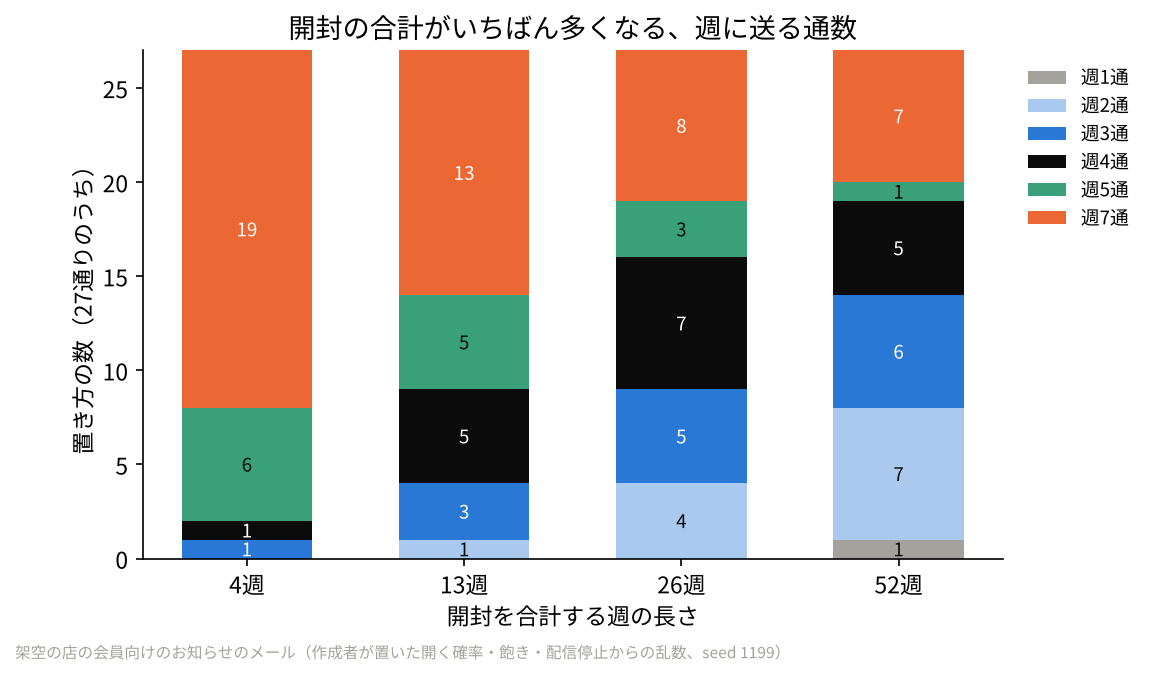 開封の合計がいちばん多くなる、週に送る通数
置き方の数（27通りのうち）
25
20
15
10
5
0
19
6
1
1
13
5
5
3
1
8
3
7
5
4
7
1
5
6
7
1
4週
13週
26週
52週
開封を合計する週の長さ
週1通
週2通
週3通
週4通
週5通
週7通
架空の店の会員向けのお知らせのメール（作成者が置いた開く確率・飽き・配信停止からの乱数、seed 1199）